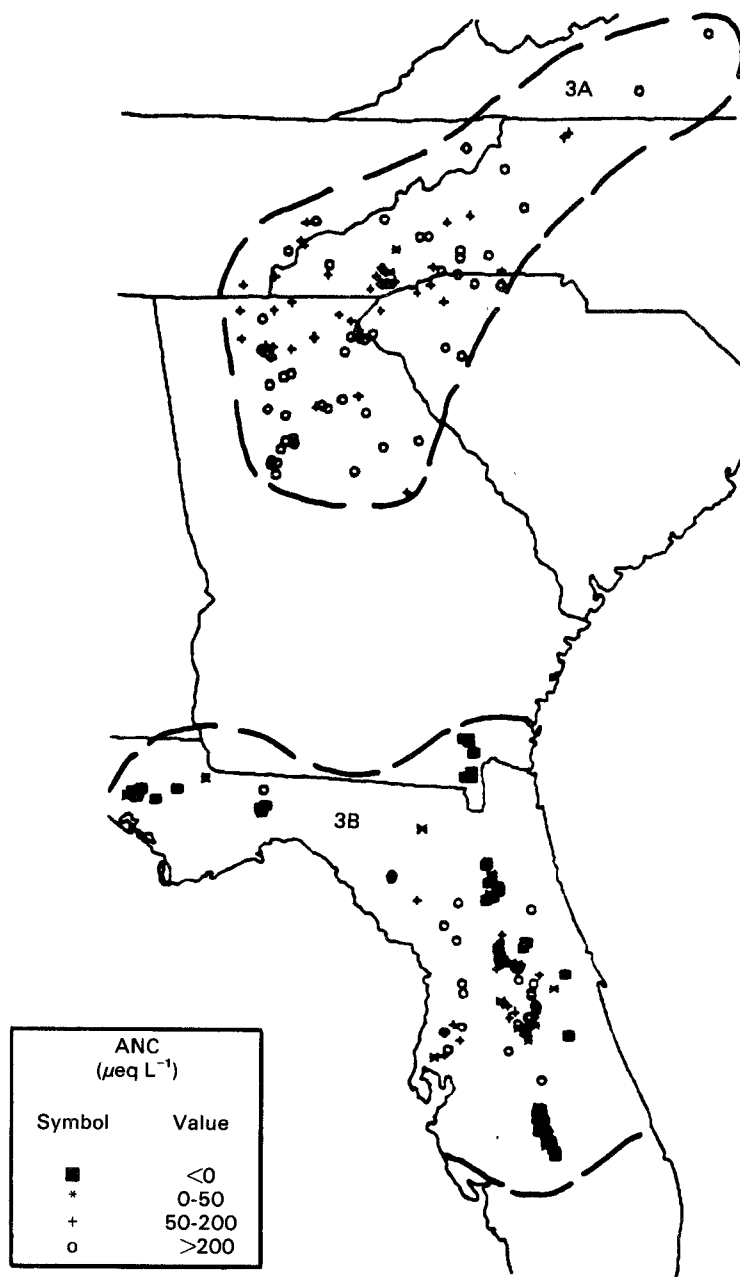 3A
3B
ANC
(μeq L⁻¹)
Symbol Value
■ <0
* 0-50
+ 50-200
o >200